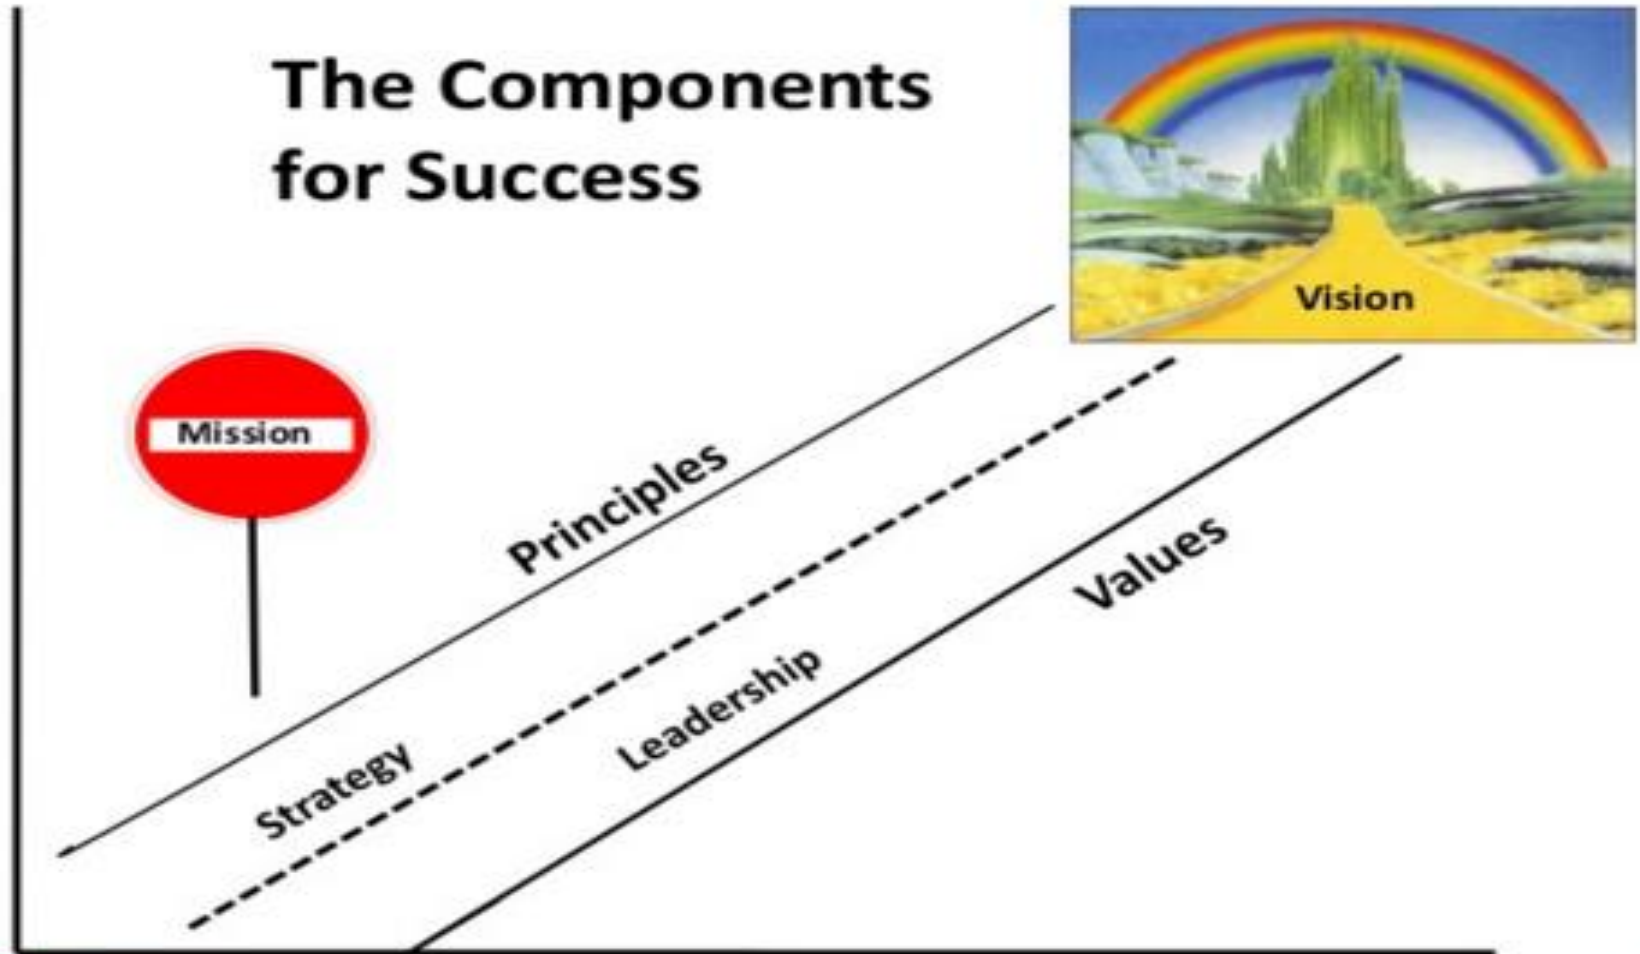 The Components
for Success
Vision
Mission
Principles
Values
Leadership
Strategy